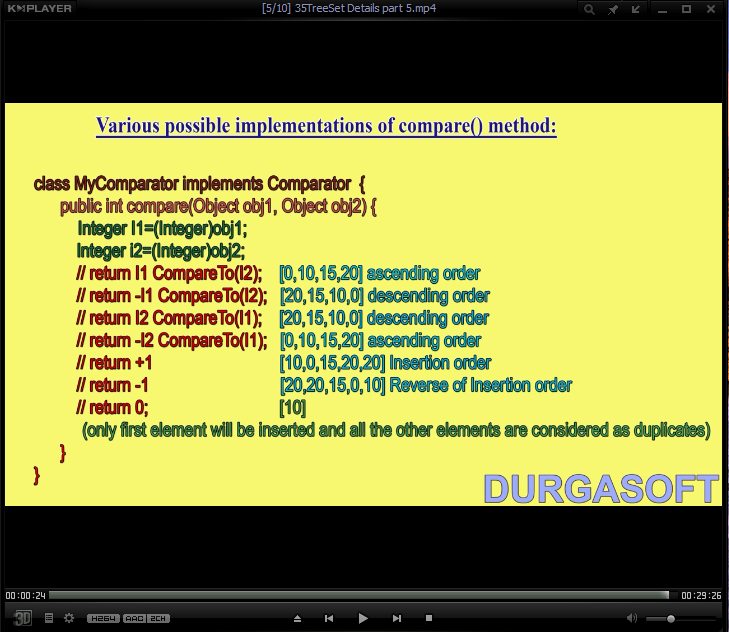 KMPLAYER [5/10] 35TreeSet Details part 5.mp4
Various possible implementations of compare() method:
class MyComparator implements Comparator {
public int compare(Object obj1, Object obj2) {
Integer I1=(Integer)obj1;
Integer i2=(Integer)obj2;
// return I1 CompareTo(I2); [0,10,15,20] ascending order
// return -I1 CompareTo(I2); [20,15,10,0] descending order
// return I2 CompareTo(I1); [20,15,10,0] descending order
// return -I2 CompareTo(I1); [0,10,15,20] ascending order
// return +1 [10,0,15,20,20] Insertion order
// return -1 [20,20,15,0,10] Reverse of Insertion order
// return 0; [10]
(only first element will be inserted and all the other elements are considered as duplicates)
}
}
DURGASOFT
00:00:24 00:29:26
3D H264 AAC 2CH